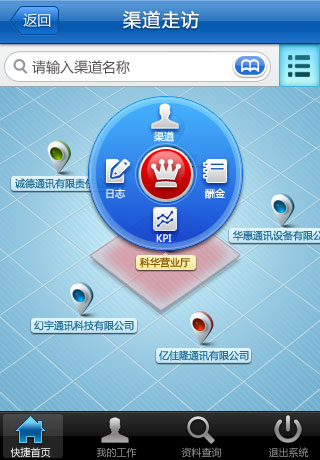 返回
渠道走访
请输入渠道名称
渠道
日志
酬金
KPI
诚德通讯有限责任
华惠通讯设备有限公
科华营业厅
幻宇通讯科技有限公司
亿佳隆通讯有限公司
快捷首页
我的工作
资料查询
退出系统